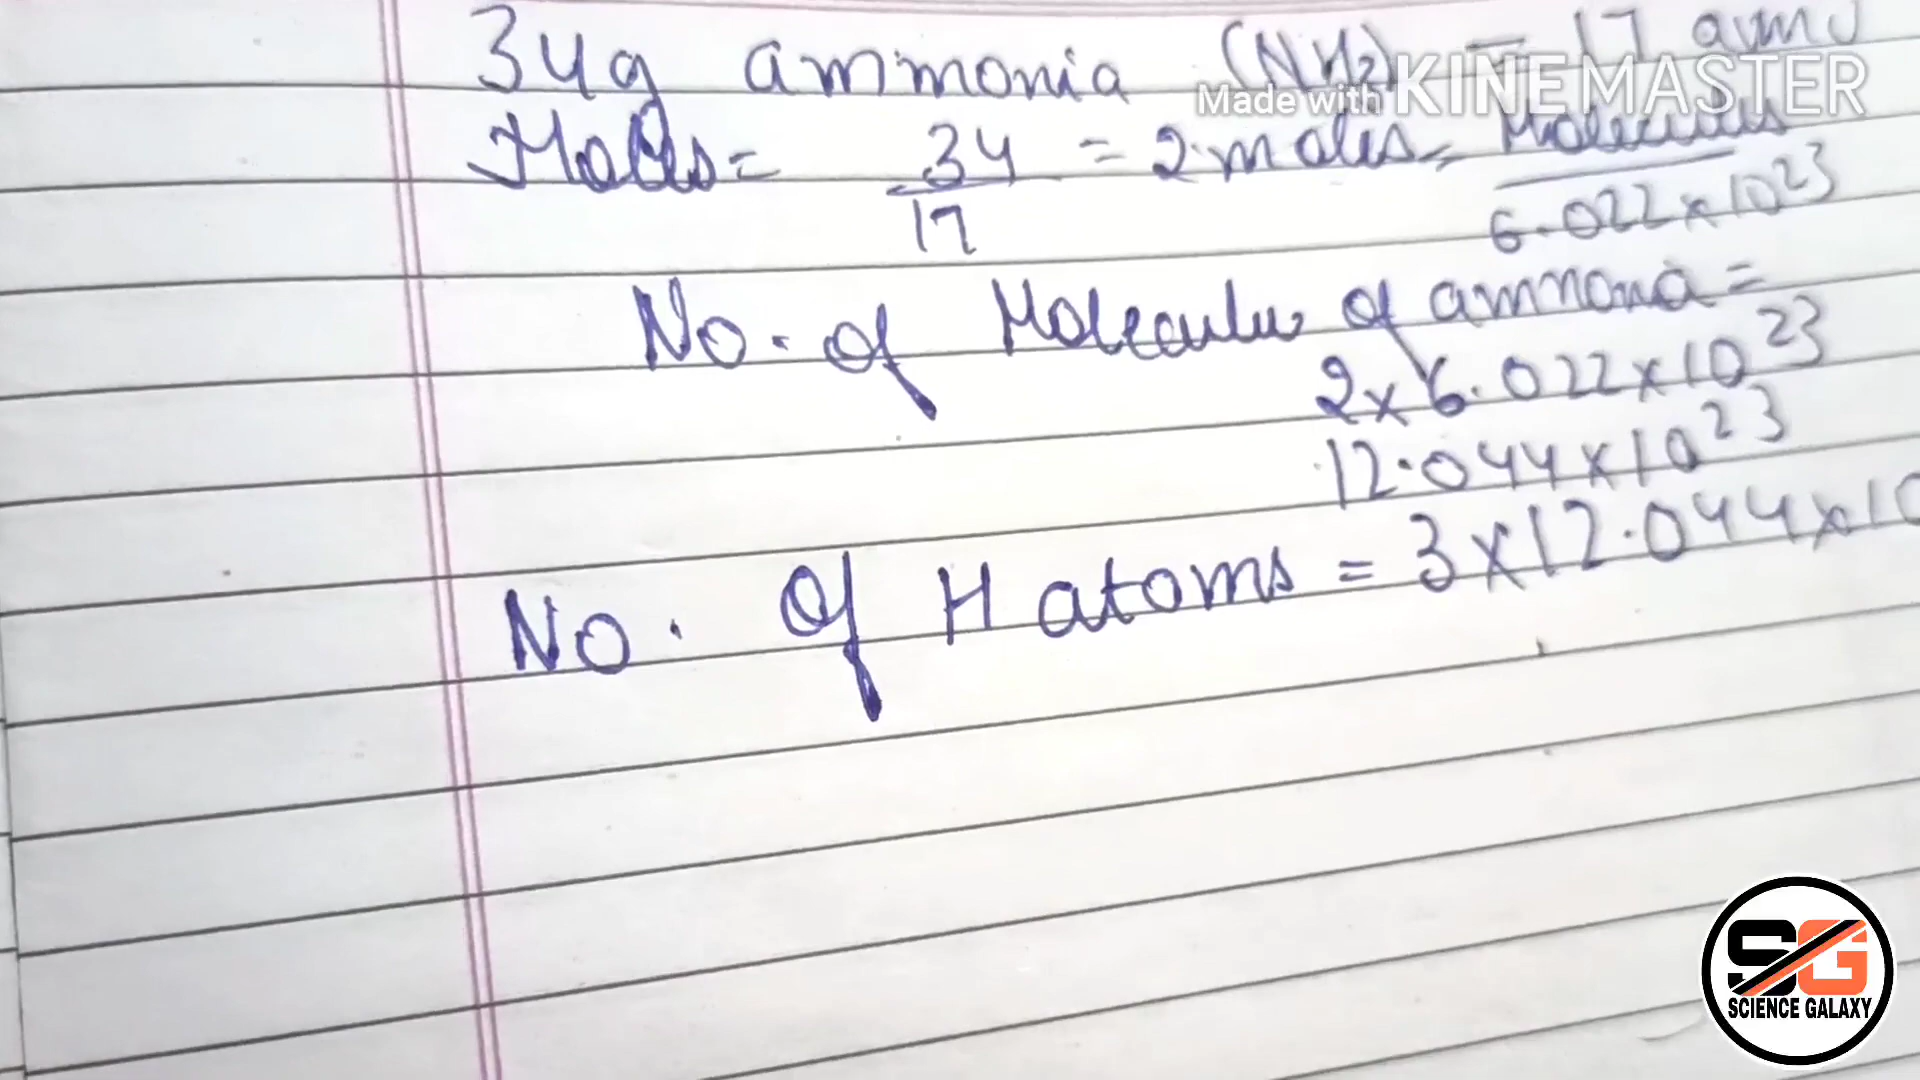 34g ammonia (NH3) = 17 amu
Made with KINEMASTER
Moles = 34/17 = 2 moles = Molecules / 6.022×10²³
No. of Molecules of ammonia =
2×6.022×10²³
12.044×10²³
No. of H atoms = 3×12.044×10
SG
SCIENCE GALAXY